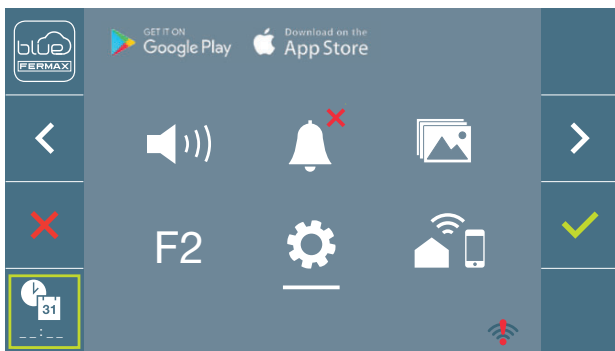 blue
FERMAX
GET IT ON
Google Play
Download on the
App Store
F2
31
--:--